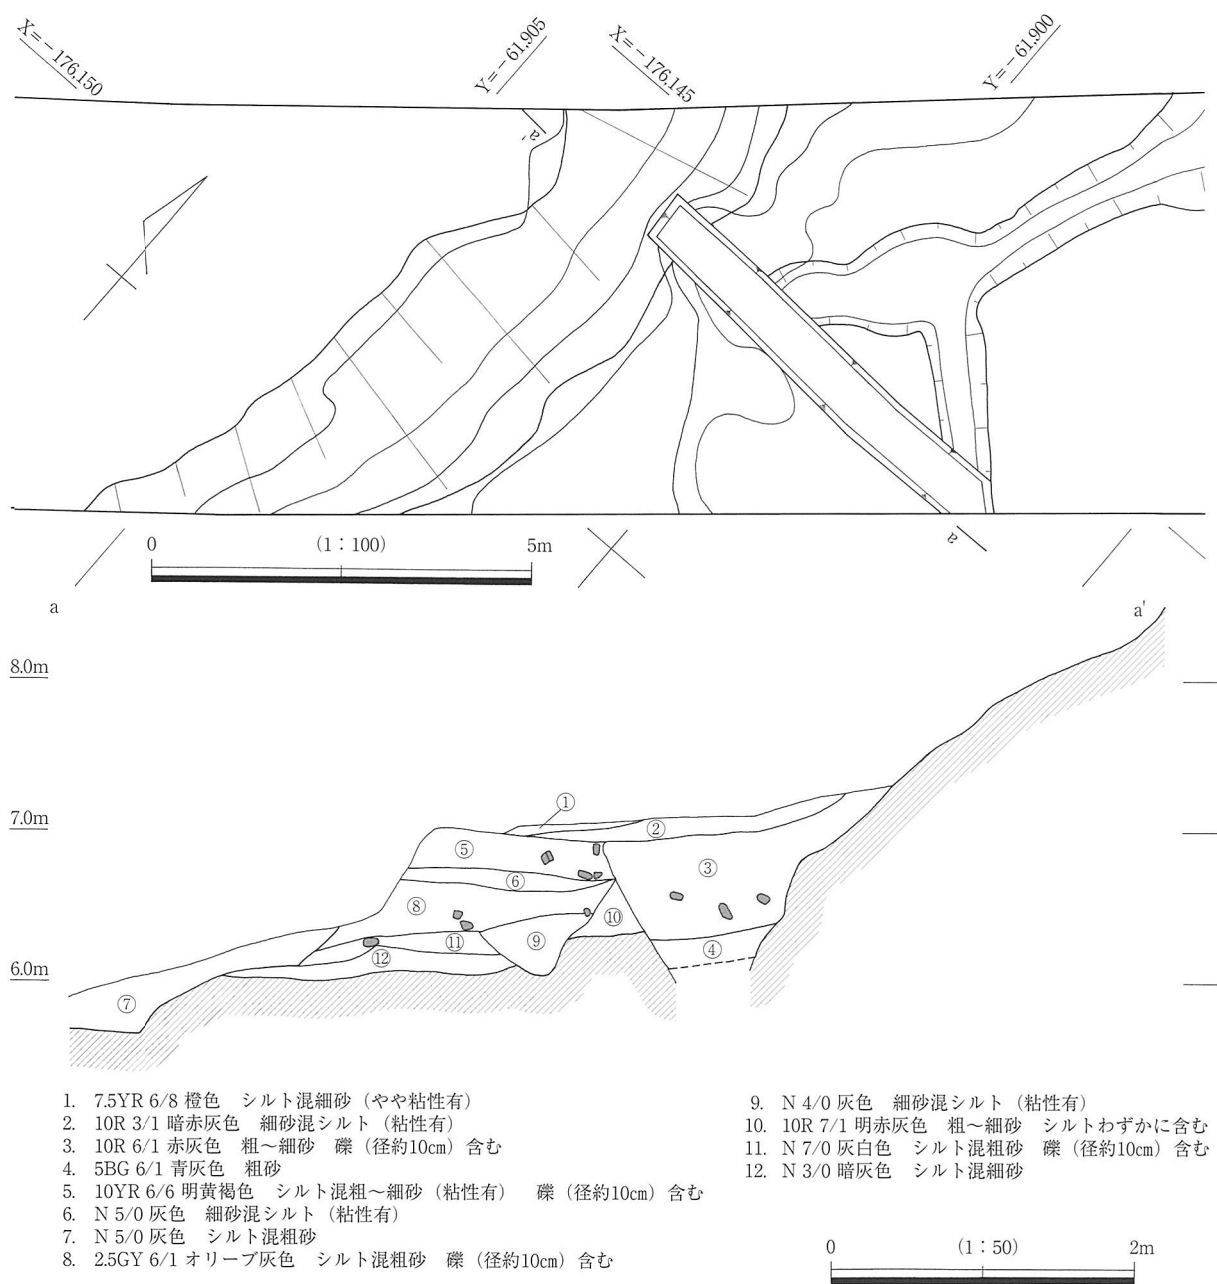 X=－176,150
Y=－61,905
X=－176,145
Y=－61,900
a'
a
0 (1：100) 5m
a a'
8.0m
7.0m
6.0m
①
②
⑤
③
⑥
⑧
⑩
⑪
⑨
④
⑫
⑦
1. 7.5YR 6/8 橙色　シルト混細砂（やや粘性有）
2. 10R 3/1 暗赤灰色　細砂混シルト（粘性有）
3. 10R 6/1 赤灰色　粗～細砂　礫（径約10㎝）含む
4. 5BG 6/1 青灰色　粗砂
5. 10YR 6/6 明黄褐色　シルト混粗～細砂（粘性有）　礫（径約10㎝）含む
6. N 5/0 灰色　細砂混シルト（粘性有）
7. N 5/0 灰色　シルト混粗砂
8. 2.5GY 6/1 オリーブ灰色　シルト混粗砂　礫（径約10㎝）含む
9. N 4/0 灰色　細砂混シルト（粘性有）
10. 10R 7/1 明赤灰色　粗～細砂　シルトわずかに含む
11. N 7/0 灰白色　シルト混粗砂　礫（径約10㎝）含む
12. N 3/0 暗灰色　シルト混細砂
0 (1：50) 2m